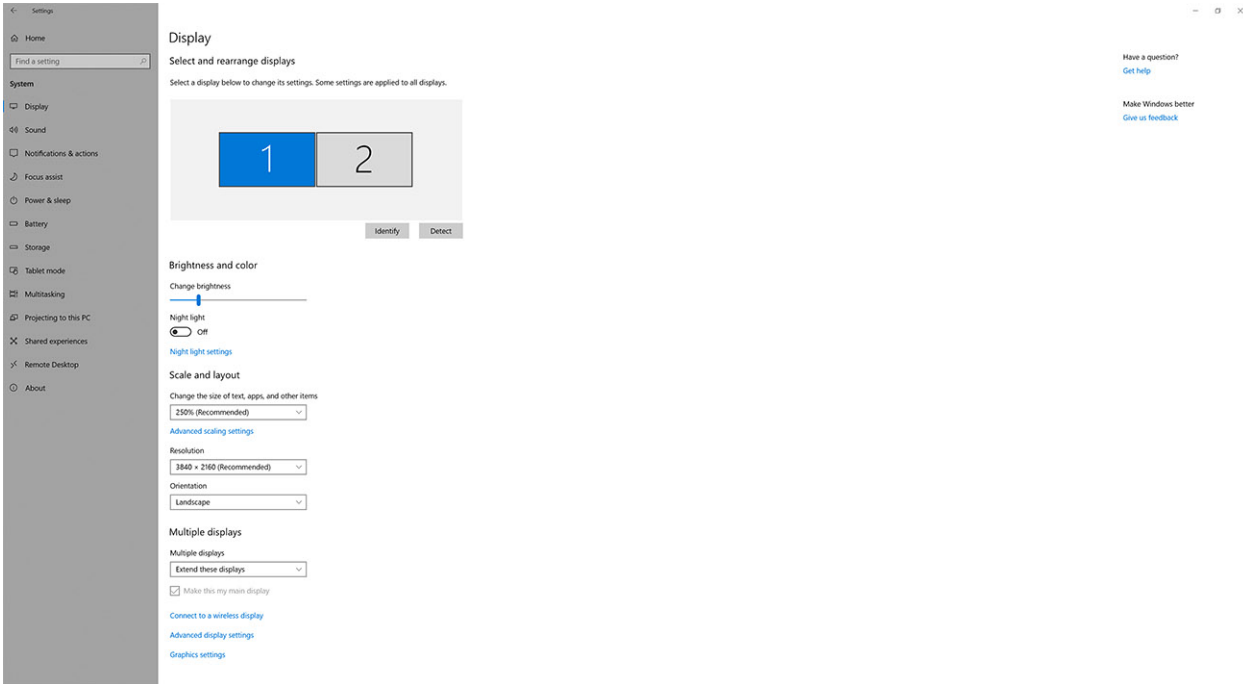 Settings
Home
Find a setting
System
Display
Sound
Notifications & actions
Focus assist
Power & sleep
Battery
Storage
Tablet mode
Multitasking
Projecting to this PC
Shared experiences
Remote Desktop
About
Display
Select and rearrange displays
Select a display below to change its settings. Some settings are applied to all displays.
1 2
Identify Detect
Brightness and color
Change brightness
Night light
Off
Night light settings
Scale and layout
Change the size of text, apps, and other items
250% (Recommended)
Advanced scaling settings
Resolution
3840 × 2160 (Recommended)
Orientation
Landscape
Multiple displays
Multiple displays
Extend these displays
Make this my main display
Connect to a wireless display
Advanced display settings
Graphics settings
Have a question?
Get help
Make Windows better
Give us feedback